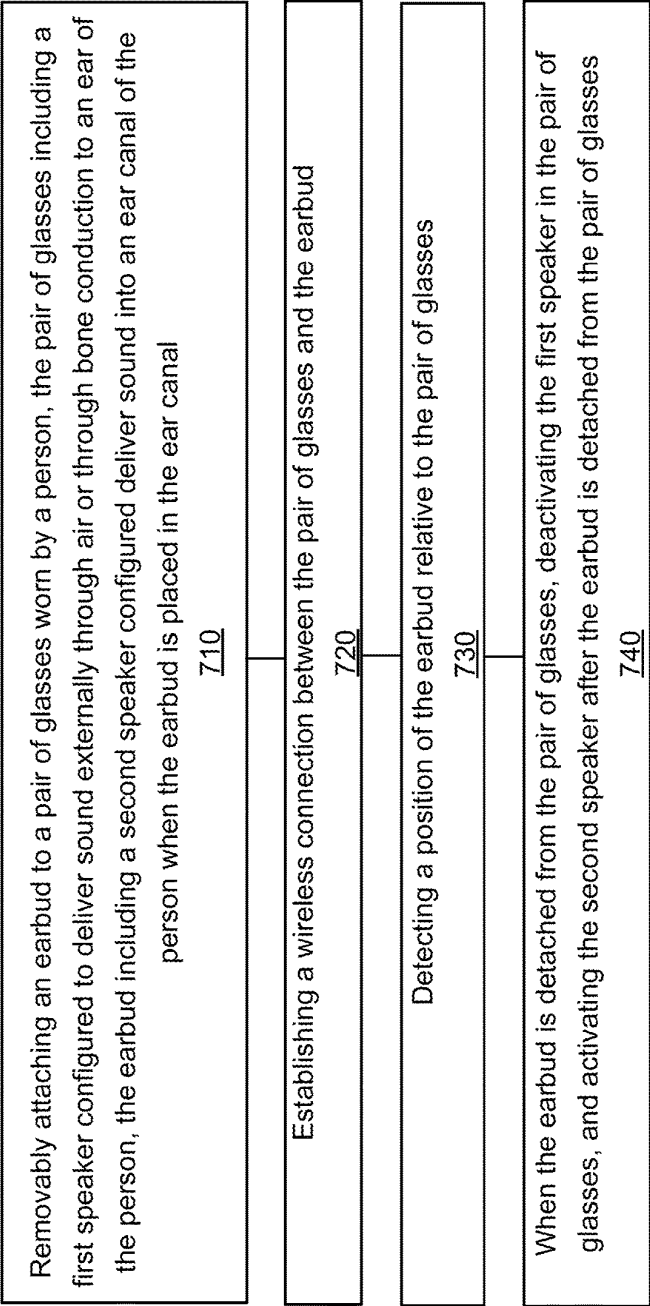 Removably attaching an earbud to a pair of glasses worn by a person, the pair of glasses including a
first speaker configured to deliver sound externally through air or through bone conduction to an ear of
the person, the earbud including a second speaker configured deliver sound into an ear canal of the
person when the earbud is placed in the ear canal
710
Establishing a wireless connection between the pair of glasses and the earbud
720
Detecting a position of the earbud relative to the pair of glasses
730
When the earbud is detached from the pair of glasses, deactivating the first speaker in the pair of
glasses, and activating the second speaker after the earbud is detached from the pair of glasses
740